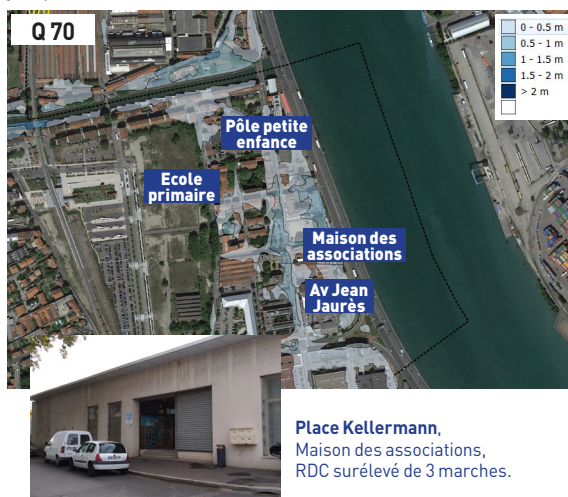 Q 70
0 - 0.5 m
0.5 - 1 m
1 - 1.5 m
1.5 - 2 m
> 2 m
Pôle petite
enfance
Ecole
primaire
Maison des
associations
Av Jean
Jaurès
Place Kellermann,
Maison des associations,
RDC surélevé de 3 marches.